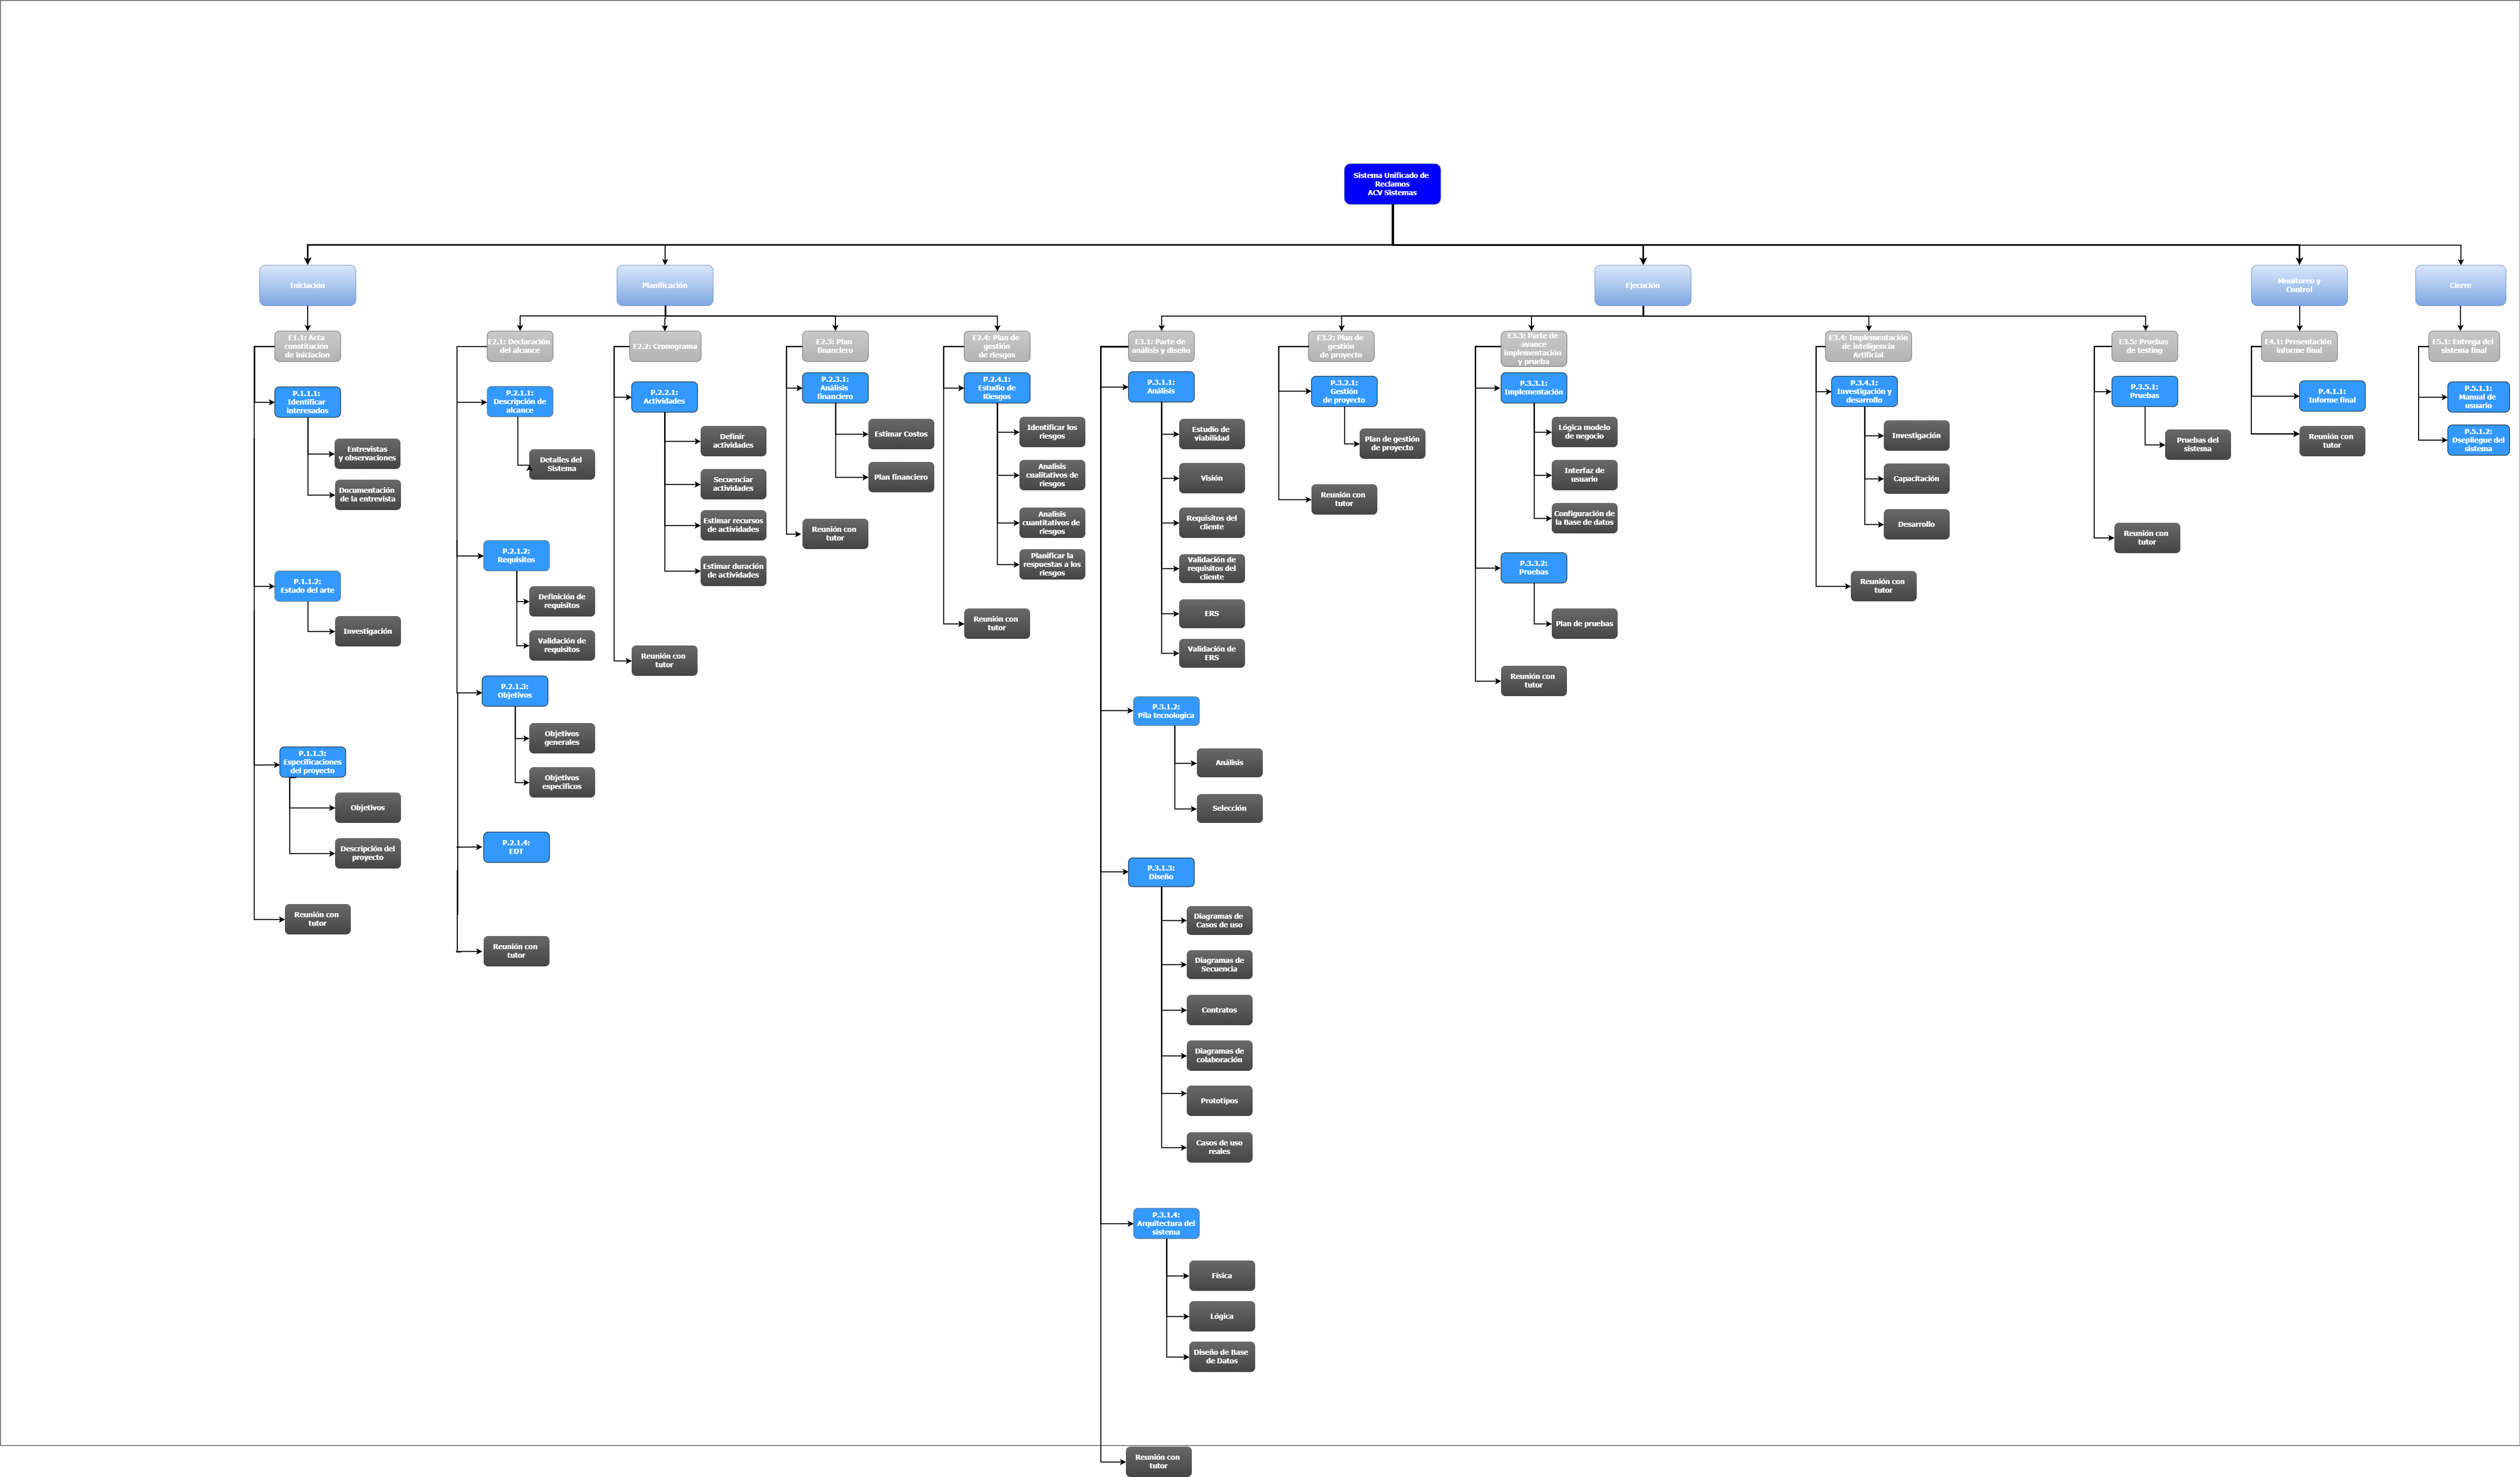 Sistema Unificado de
Reclamos
ACV Sistemas
Iniciación
Planificación
Ejecución
Monitoreo y
Control
Cierre
E1.1: Acta
constitución
de iniciacion
P.1.1.1:
Identificar
interesados
Entrevistas
y observaciones
Documentación
de la entrevista
P.1.1.2:
Estado del arte
Investigación
P.1.1.3:
Especificaciones
del proyecto
Objetivos
Descripción del
proyecto
Reunión con
tutor
E2.1: Declaración
del alcance
P.2.1.1:
Descripción de
alcance
Detalles del
Sistema
P.2.1.2:
Requisitos
Definición de
requisitos
Validación de
requisitos
P.2.1.3:
Objetivos
Objetivos
generales
Objetivos
especificos
P.2.1.4:
EDT
Reunión con
tutor
E2.2: Cronograma
P.2.2.1:
Actividades
Definir
actividades
Secuenciar
actividades
Estimar recursos
de actividades
Estimar duración
de actividades
Reunión con
tutor
E2.3: Plan
financiero
P.2.3.1:
Análisis
financiero
Estimar Costos
Plan financiero
Reunión con
tutor
E2.4: Plan de
gestión
de riesgos
P.2.4.1:
Estudio de
Riesgos
Identificar los
riesgos
Analisis
cualitativos de
riesgos
Analisis
cuantitativos de
riesgos
Planificar la
respuestas a los
riesgos
Reunión con
tutor
E3.1: Parte de
análisis y diseño
P.3.1.1:
Análisis
Estudio de
viabilidad
Visión
Requisitos del
cliente
Validación de
requisitos del
cliente
ERS
Validación de
ERS
P.3.1.2:
Pila tecnologica
Análisis
Selección
P.3.1.3:
Diseño
Diagramas de
Casos de uso
Diagramas de
Secuencia
Contratos
Diagramas de
colaboración
Prototipos
Casos de uso
reales
P.3.1.4:
Arquitectura del
sistema
Física
Lógica
Diseño de Base
de Datos
Reunión con
tutor
E3.2: Plan de
gestión
de proyecto
P.3.2.1:
Gestión
de proyecto
Plan de gestión
de proyecto
Reunión con
tutor
E3.3: Parte de
avance
implementación
y prueba
P.3.3.1:
Implementación
Lógica modelo
de negocio
Interfaz de
usuario
Configuración de
la Base de datos
P.3.3.2:
Pruebas
Plan de pruebas
Reunión con
tutor
E3.4: Implementación
de inteligencia
Artificial
P.3.4.1:
Investigación y
desarrollo
Investigación
Capacitación
Desarrollo
Reunión con
tutor
E3.5: Pruebas
de testing
P.3.5.1:
Pruebas
Pruebas del
sistema
Reunión con
tutor
E4.1: Presentación
informe final
P.4.1.1:
Informe final
Reunión con
tutor
E5.1: Entrega del
sistema final
P.5.1.1:
Manual de
usuario
P.5.1.2:
Dsepliegue del
sistema